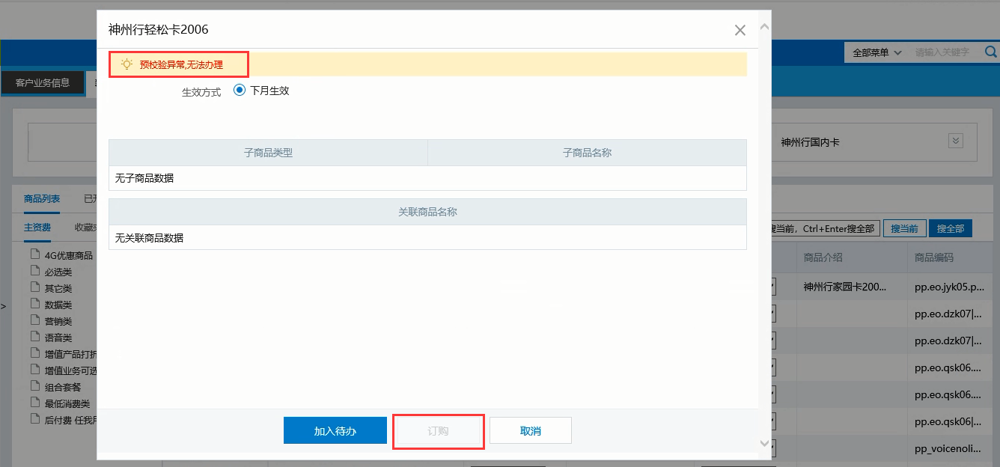 神州行轻松卡2006
全部菜单
请输入关键字
预校验异常,无法办理
客户业务信息
生效方式 下月生效
神州行国内卡
子商品类型 子商品名称
无子商品数据
商品列表
关联商品名称
主资费
搜当前，Ctrl+Enter搜全部 搜当前 搜全部
无关联商品数据
4G优惠商品
商品介绍 商品编码
必选类
其它类
神州行家园卡200... pp.eo.jyk05.p...
数据类
pp.eo.dzk07|...
营销类
语音类
pp.eo.dzk07|...
增值产品打折
增值业务可选
pp.eo.qsk06....
组合套餐
pp.eo.qsk06....
最低消费类
后付费 任我用
pp.eo.qsk06|...
加入待办 订购 取消
pp_voicenoli...